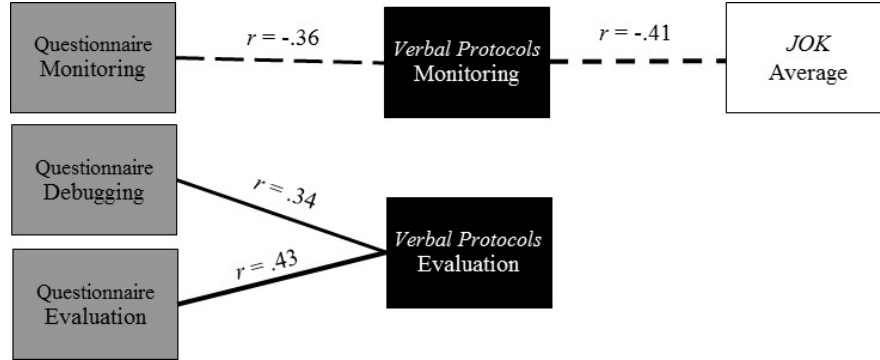 Questionnaire
Monitoring
r = -.36
Verbal Protocols
Monitoring
r = -.41
JOK
Average
Questionnaire
Debugging
r = .34
Verbal Protocols
Evaluation
r = .43
Questionnaire
Evaluation